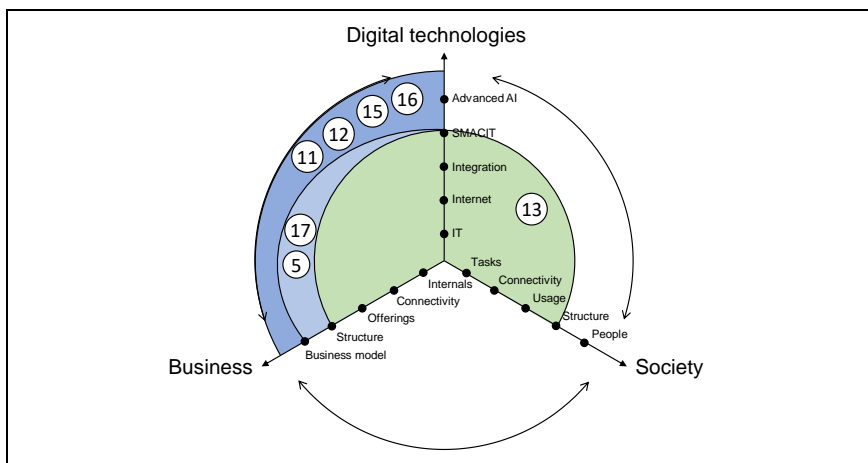 Digital technologies
16
Advanced AI
15
12
SMACIT
11
Integration
Internet
13
17
IT
5
Tasks
Internals
Connectivity
Connectivity
Usage
Offerings
Structure
Structure
People
Business model
Business
Society